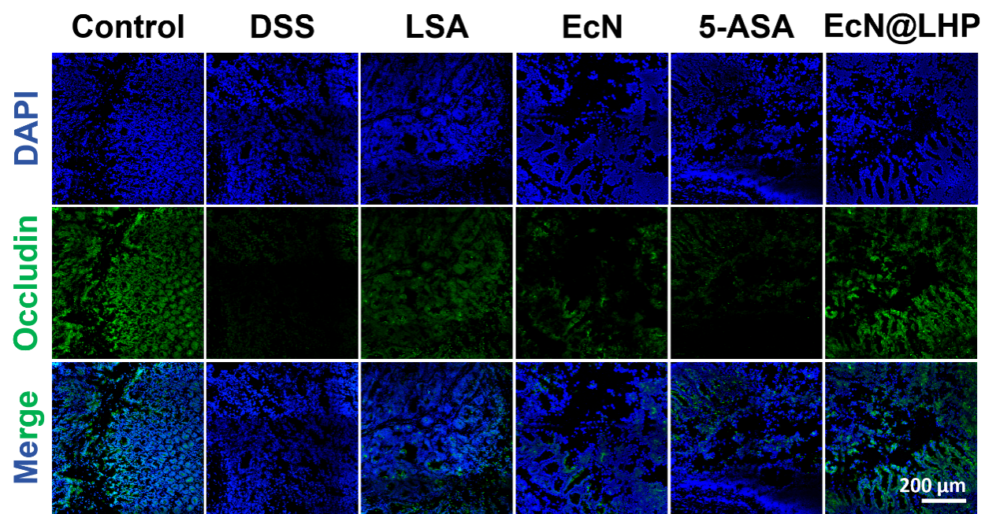 Control DSS LSA EcN 5-ASA EcN@LHP
DAPI
Occludin
Merge
200 µm